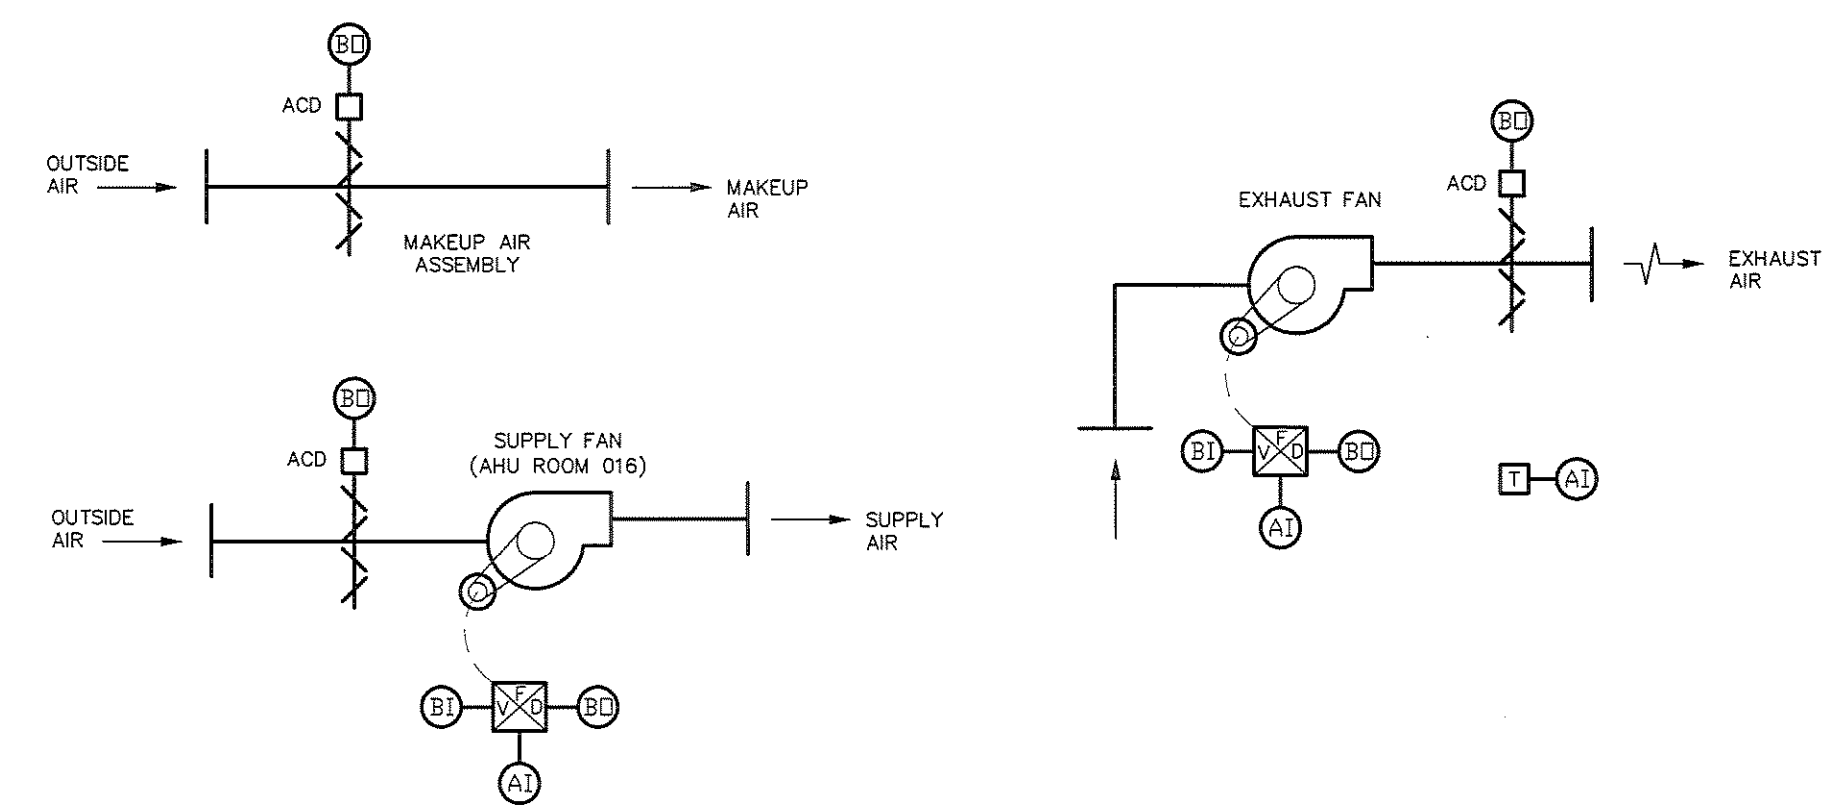 BO
ACD
OUTSIDE
AIR
MAKEUP
AIR
MAKEUP AIR
ASSEMBLY
BO
ACD
SUPPLY FAN
(AHU ROOM 016)
OUTSIDE
AIR
SUPPLY
AIR
BI
V F D
BO
AI
BO
ACD
EXHAUST FAN
EXHAUST
AIR
BI
V F D
BO
AI
T
AI